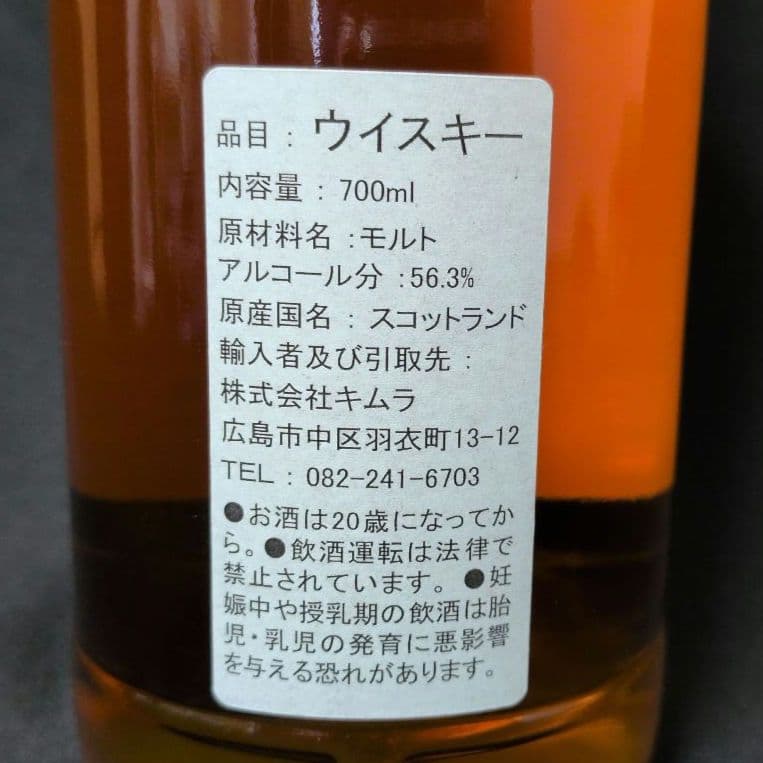 品目 : ウイスキー
内容量 : 700ml
原材料名 :モルト
アルコール分 :56.3%
原産国名 : スコットランド
輸入者及び引取先 :
株式会社キムラ
広島市中区羽衣町13-12
TEL : 082-241-6703
●お酒は20歳になってか
ら。●飲酒運転は法律で
禁止されています。 ●妊
娠中や授乳期の飲酒は胎
児・乳児の発育に悪影響
を与える恐れがあります。